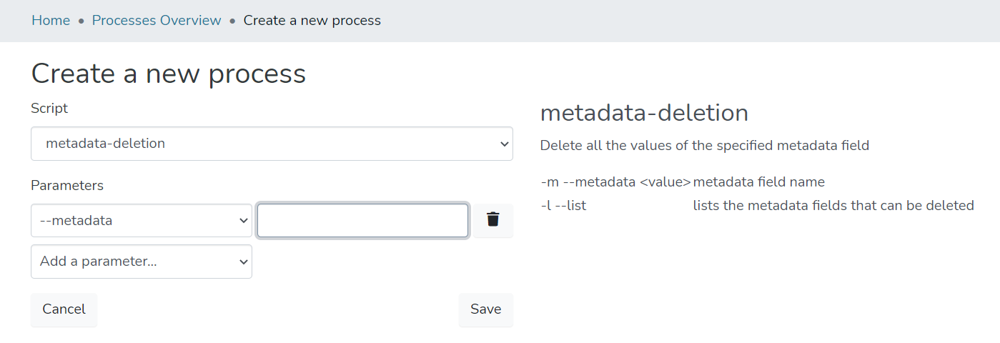 Home • Processes Overview • Create a new process
Create a new process
Script
metadata-deletion
Parameters
--metadata
Add a parameter...
Cancel
Save
metadata-deletion
Delete all the values of the specified metadata field
-m --metadata <value> metadata field name
-l --list lists the metadata fields that can be deleted